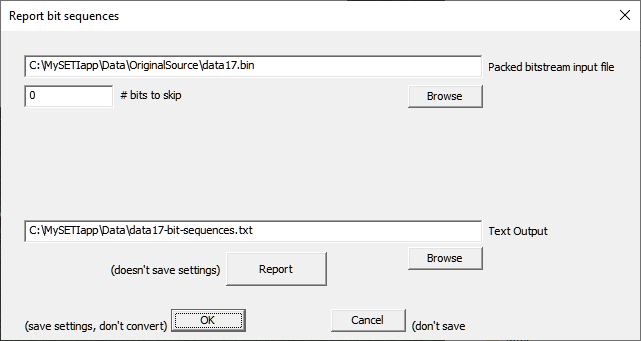 Report bit sequences
C:\MySETIapp\Data\OriginalSource\data17.bin
Packed bitstream input file
0
# bits to skip
Browse
C:\MySETIapp\Data\data17-bit-sequences.txt
Text Output
Browse
(doesn't save settings)
Report
(save settings, don't convert)
OK
Cancel
(don't save